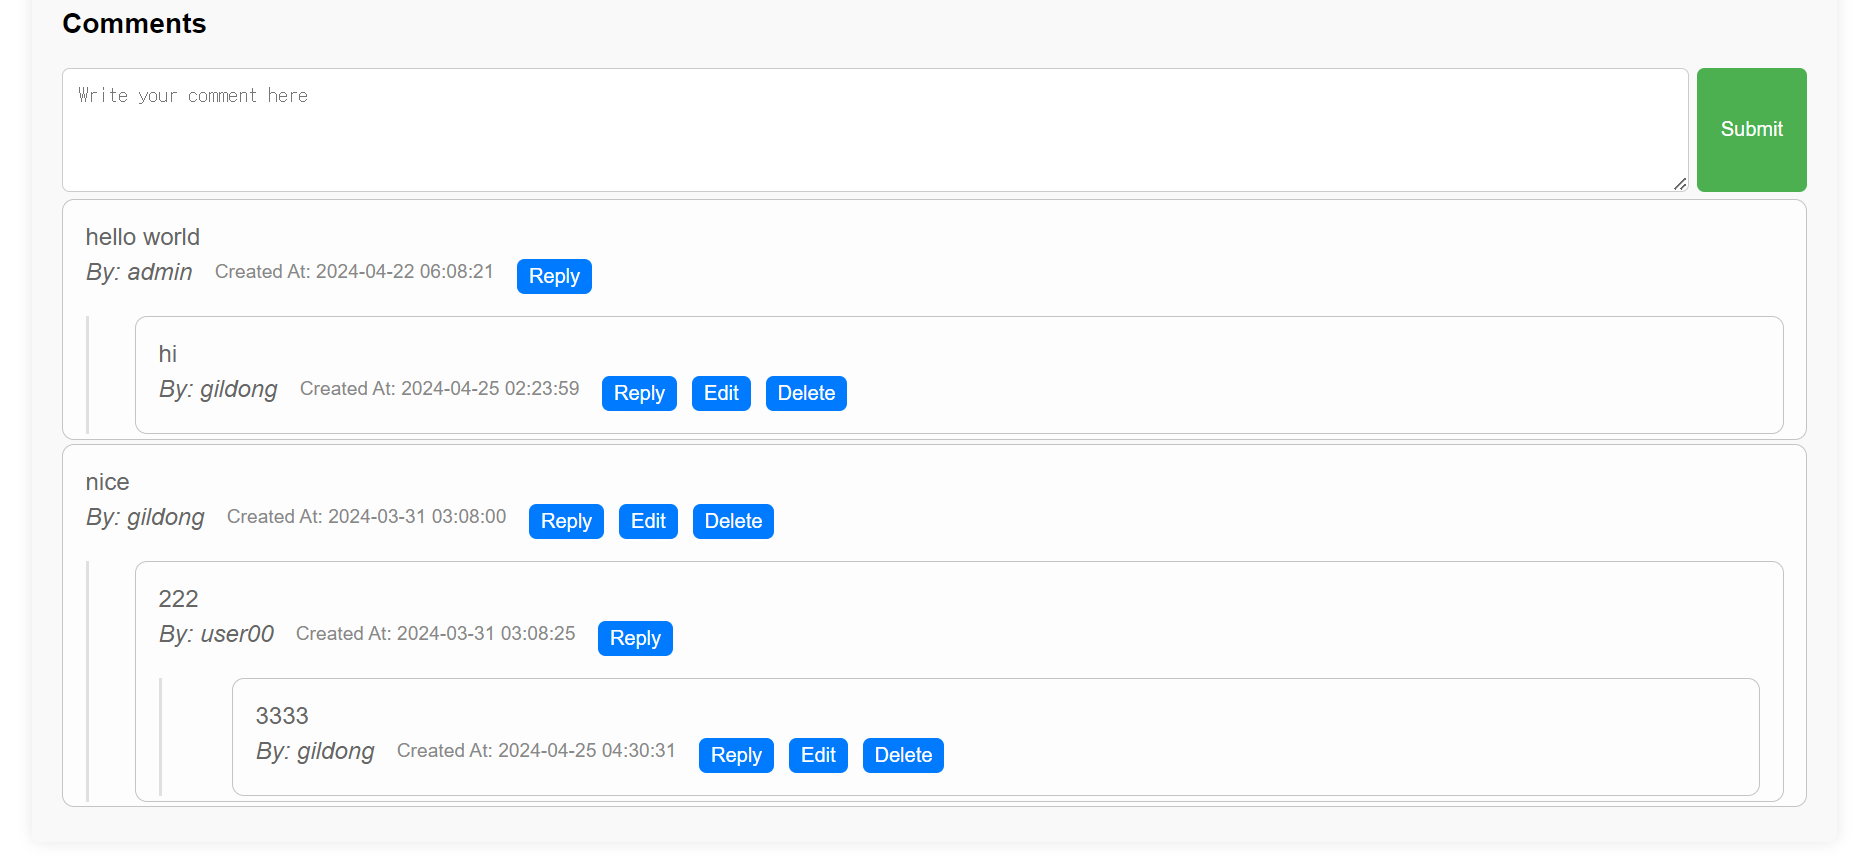 Comments
Write your comment here
Submit
hello world
By: admin Created At: 2024-04-22 06:08:21 Reply
hi
By: gildong Created At: 2024-04-25 02:23:59 Reply Edit Delete
nice
By: gildong Created At: 2024-03-31 03:08:00 Reply Edit Delete
222
By: user00 Created At: 2024-03-31 03:08:25 Reply
3333
By: gildong Created At: 2024-04-25 04:30:31 Reply Edit Delete